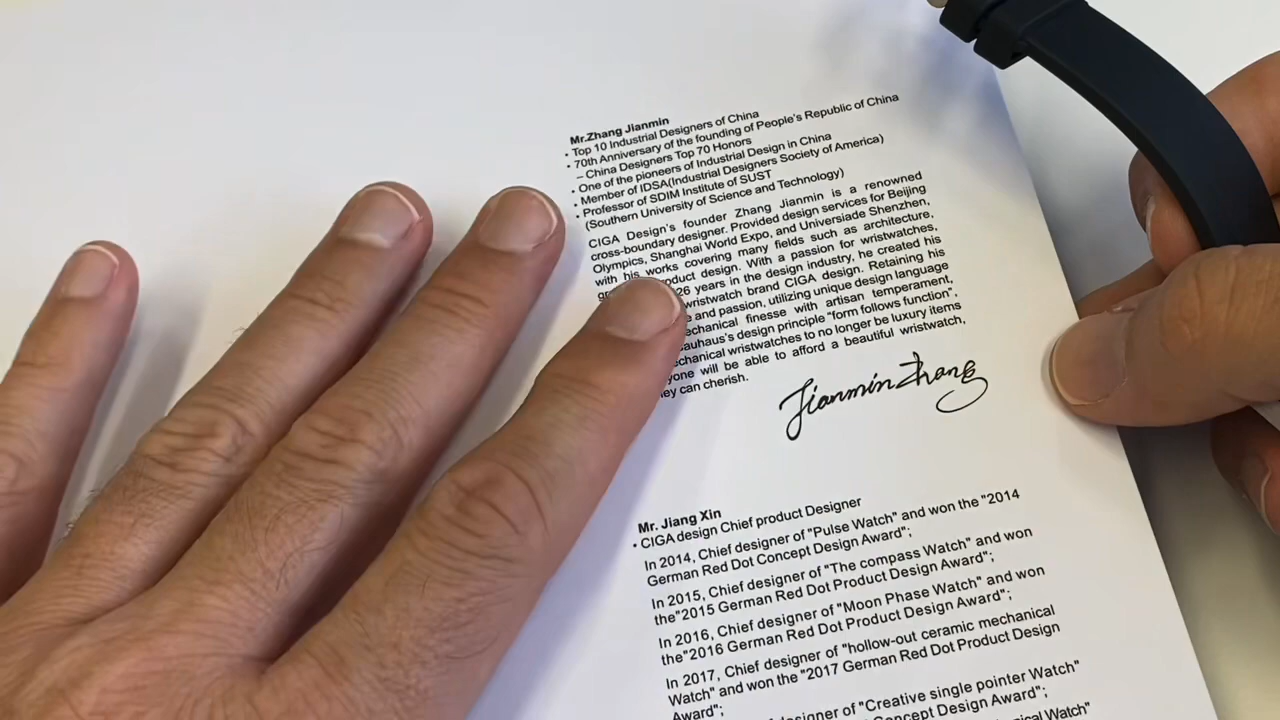 Mr.Zhang Jianmin
• Top 10 Industrial Designers of China
• 70th Anniversary of the founding of People's Republic of China
– China Designers Top 70 Honors
• One of the pioneers of Industrial Design in China
• Member of IDSA(Industrial Designers Society of America)
• Professor of SDIM Institute of SUST
(Southern University of Science and Technology)
CIGA Design's founder Zhang Jianmin is a renowned
cross-boundary designer. Provided design services for Beijing
Olympics, Shanghai World Expo, and Universiade Shenzhen,
with his works covering many fields such as architecture,
product design. With a passion for wristwatches,
26 years in the design industry, he created his
wristwatch brand CIGA design. Retaining his
and passion, utilizing unique design language
mechanical finesse with artisan temperament,
Bauhaus's design principle "form follows function",
mechanical wristwatches to no longer be luxury items
will be able to afford a beautiful wristwatch,
they can cherish.
Jianmin Zhang
Mr. Jiang Xin
• CIGA design Chief product Designer
In 2014, Chief designer of "Pulse Watch" and won the "2014
German Red Dot Concept Design Award";
In 2015, Chief designer of "The compass Watch" and won
the"2015 German Red Dot Product Design Award";
In 2016, Chief designer of "Moon Phase Watch" and won
the"2016 German Red Dot Product Design Award";
In 2017, Chief designer of "hollow-out ceramic mechanical
Watch" and won the "2017 German Red Dot Product Design
Award";
designer of "Creative single pointer Watch"
Concept Design Award";
Watch"